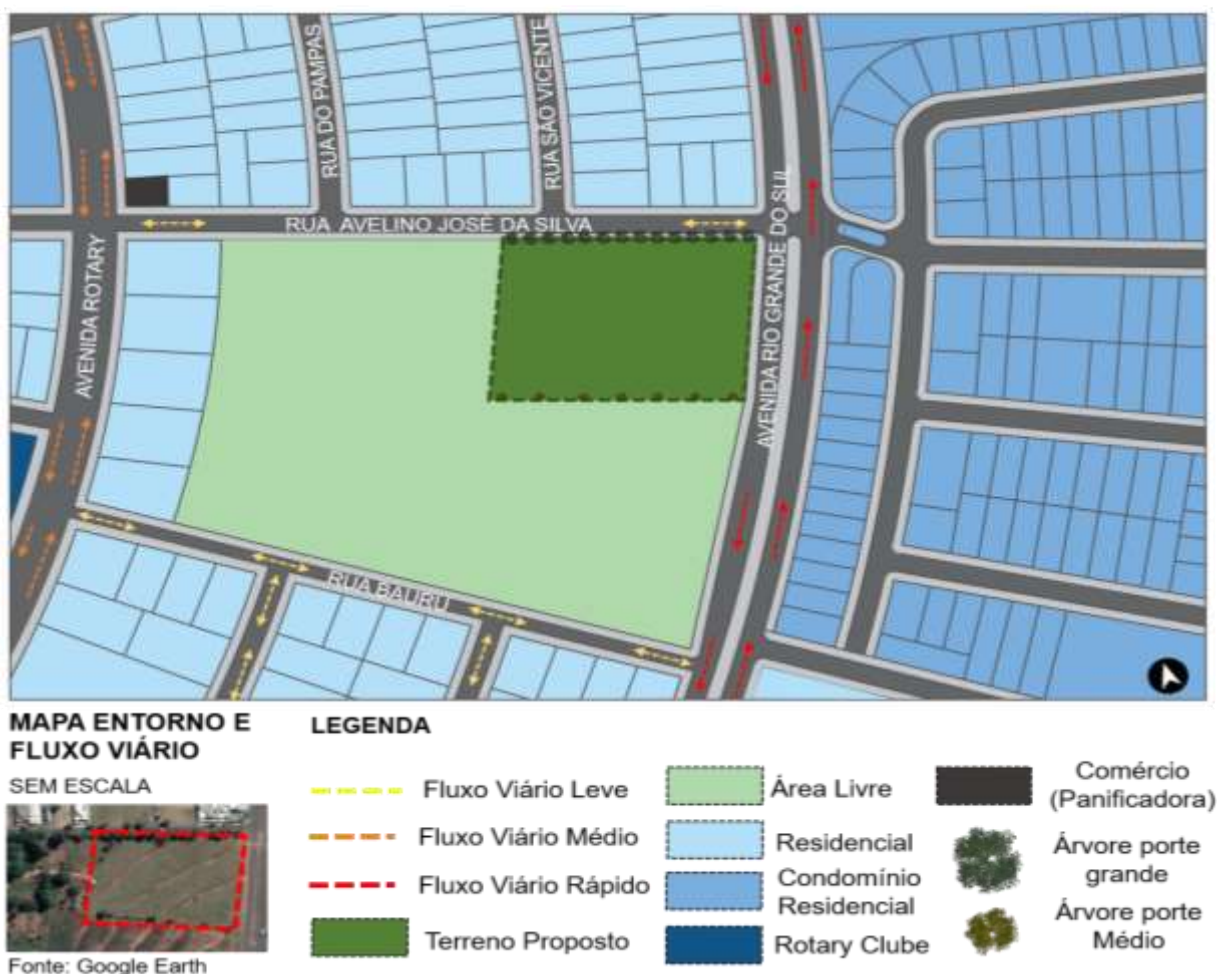 RUA DO PAMPAS
RUA SÃO VICENTE
RUA AVELINO JOSÉ DA SILVA
AVENIDA ROTARY
AVENIDA RIO GRANDE DO SUL
RUA BAURU
MAPA ENTORNO E
FLUXO VIÁRIO
SEM ESCALA
Fonte: Google Earth
LEGENDA
Fluxo Viário Leve
Fluxo Viário Médio
Fluxo Viário Rápido
Terreno Proposto
Área Livre
Residencial
Condomínio
Residencial
Rotary Clube
Comércio
(Panificadora)
Árvore porte
grande
Árvore porte
Médio